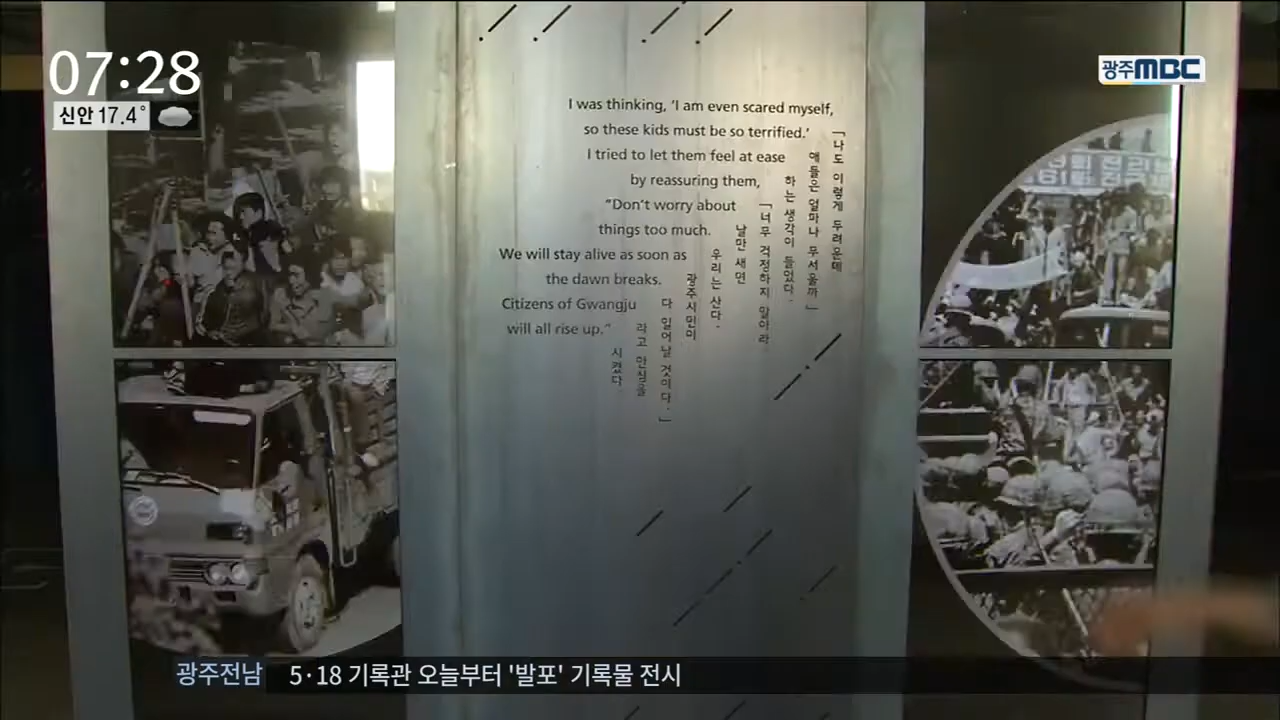 07:28
신안 17.4°
광주MBC
I was thinking, 'I am even scared myself,
so these kids must be so terrified.'
I tried to let them feel at ease
by reassuring them,
“Don't worry about
things too much.
We will stay alive as soon as
the dawn breaks.
Citizens of Gwangju
will all rise up.”
「나도 이렇게 두려운데
애들은 얼마나 무서울까」
하는 생각이 들었다.
「너무 걱정하지 말아라
날만 새면
우리는 산다.
광주시민이
다 일어날 것이다.」
라고 안심을
시켰다.
광주전남 5·18 기록관 오늘부터 '발포' 기록물 전시